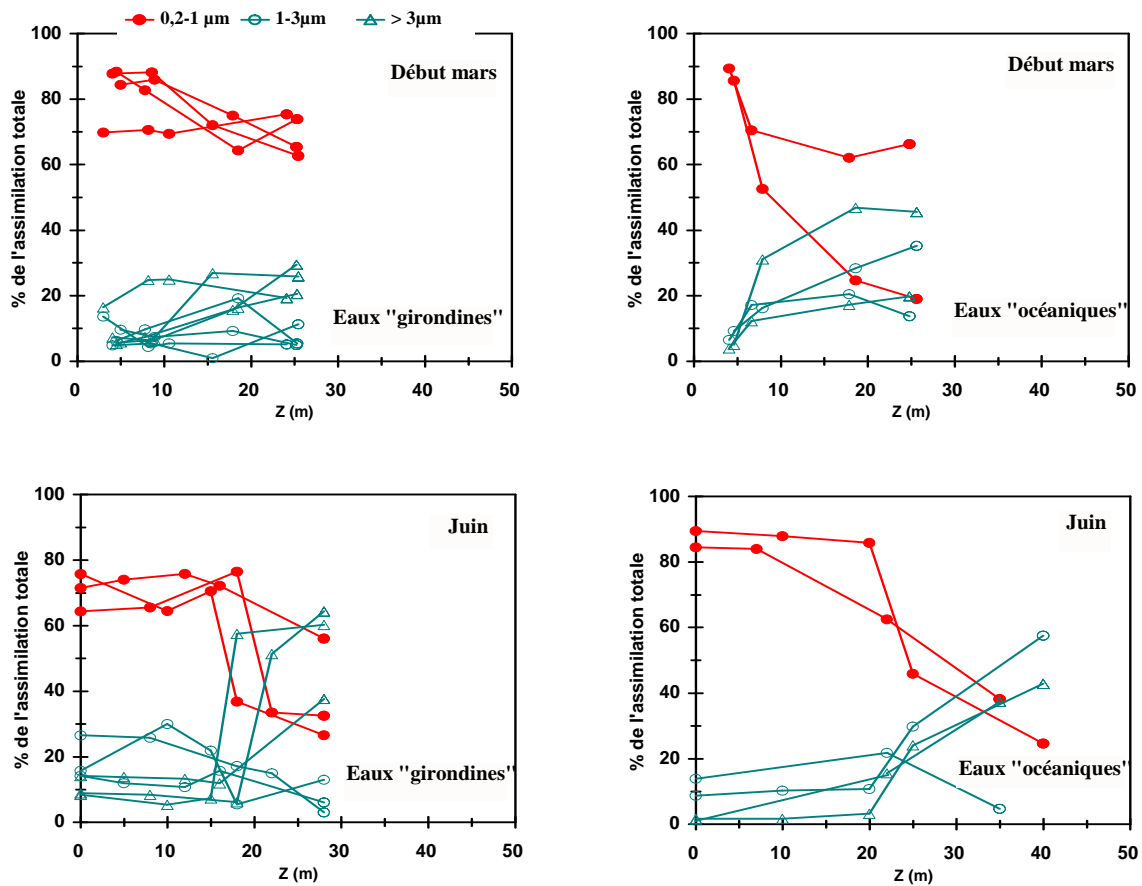 0,2-1 µm 1-3µm > 3µm
% de l'assimilation totale
100
80
60
40
20
0
Début mars
Eaux "girondines"
0 10 20 30 40 50
Z (m)
% de l'assimilation totale
100
80
60
40
20
0
Début mars
Eaux "océaniques"
0 10 20 30 40 50
Z (m)
% de l'assimilation totale
100
80
60
40
20
0
Juin
Eaux "girondines"
0 10 20 30 40 50
Z (m)
% de l'assimilation totale
100
80
60
40
20
0
Juin
Eaux "océaniques"
0 10 20 30 40 50
Z (m)